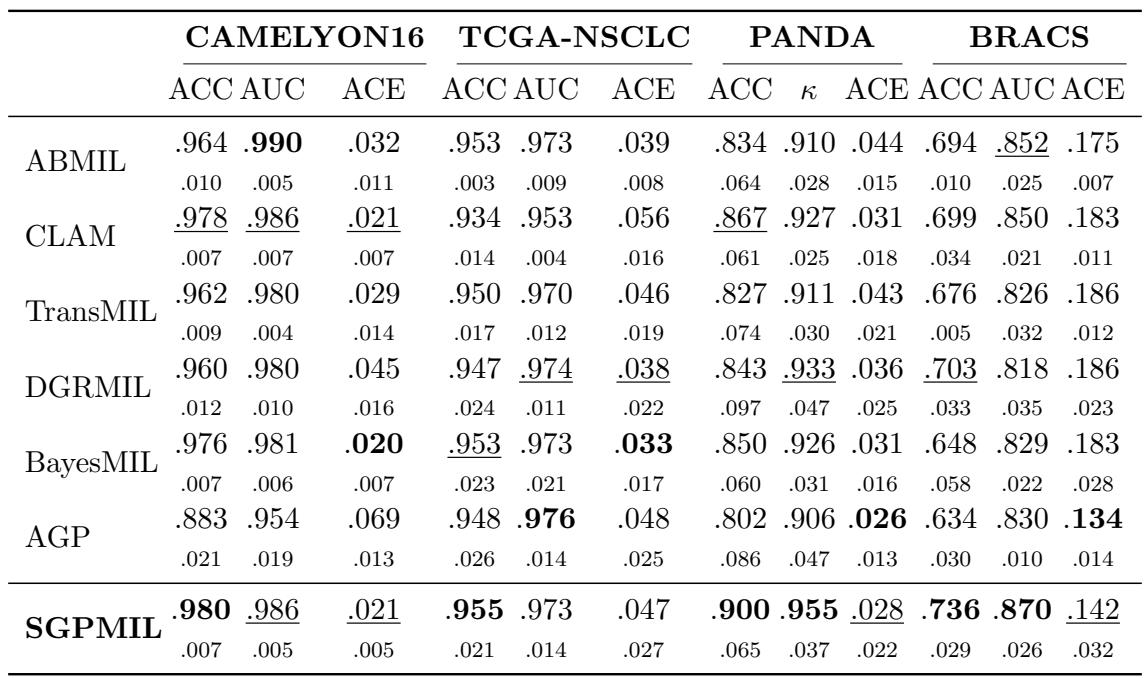 CAMELYON16 TCGA-NSCLC PANDA BRACS
ACC AUC ACE ACC AUC ACE ACC κ ACE ACC AUC ACE
ABMIL .964 .990 .032 .953 .973 .039 .834 .910 .044 .694 .852 .175
.010 .005 .011 .003 .009 .008 .064 .028 .015 .010 .025 .007
CLAM .978 .986 .021 .934 .953 .056 .867 .927 .031 .699 .850 .183
.007 .007 .007 .014 .004 .016 .061 .025 .018 .034 .021 .011
TransMIL .962 .980 .029 .950 .970 .046 .827 .911 .043 .676 .826 .186
.009 .004 .014 .017 .012 .019 .074 .030 .021 .005 .032 .012
DGRMIL .960 .980 .045 .947 .974 .038 .843 .933 .036 .703 .818 .186
.012 .010 .016 .024 .011 .022 .097 .047 .025 .033 .035 .023
BayesMIL .976 .981 .020 .953 .973 .033 .850 .926 .031 .648 .829 .183
.007 .006 .007 .023 .021 .017 .060 .031 .016 .058 .022 .028
AGP .883 .954 .069 .948 .976 .048 .802 .906 .026 .634 .830 .134
.021 .019 .013 .026 .014 .025 .086 .047 .013 .030 .010 .014
SGPMIL .980 .986 .021 .955 .973 .047 .900 .955 .028 .736 .870 .142
.007 .005 .005 .021 .014 .027 .065 .037 .022 .029 .026 .032